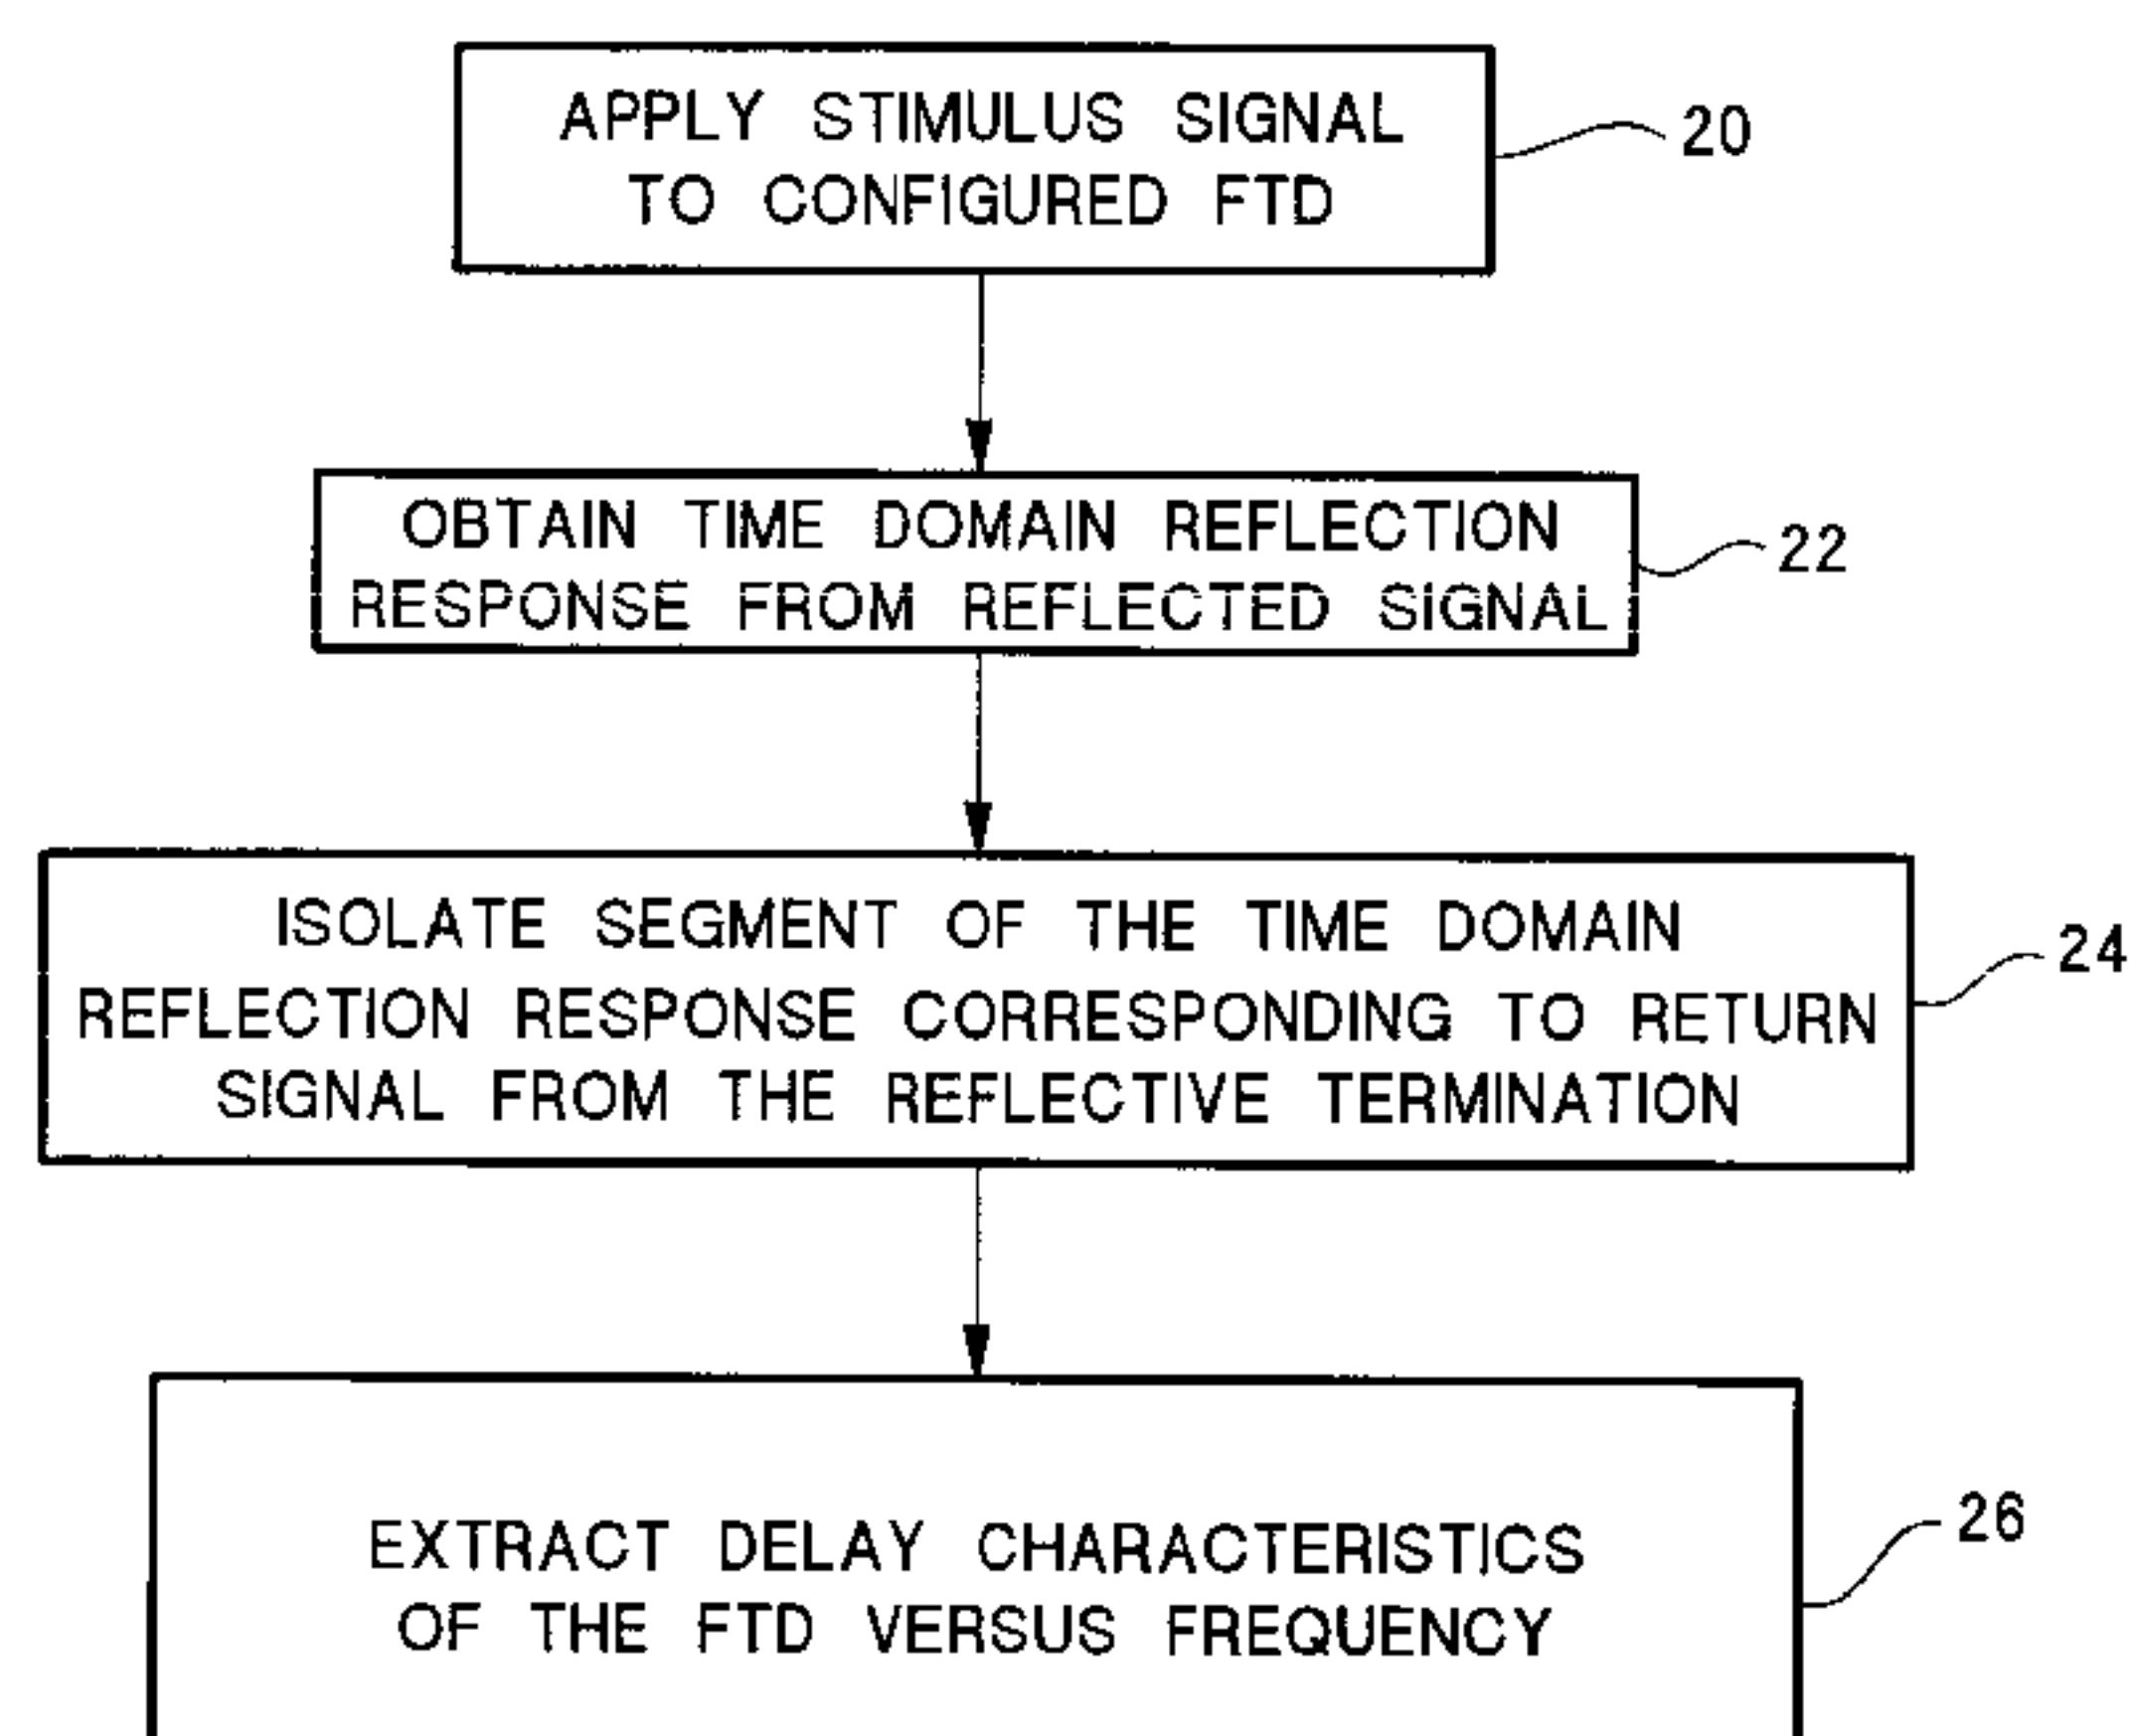 APPLY STIMULUS SIGNAL
TO CONFIGURED FTD
20
OBTAIN TIME DOMAIN REFLECTION
RESPONSE FROM REFLECTED SIGNAL
22
ISOLATE SEGMENT OF THE TIME DOMAIN
REFLECTION RESPONSE CORRESPONDING TO RETURN
SIGNAL FROM THE REFLECTIVE TERMINATION
24
EXTRACT DELAY CHARACTERISTICS
OF THE FTD VERSUS FREQUENCY
26